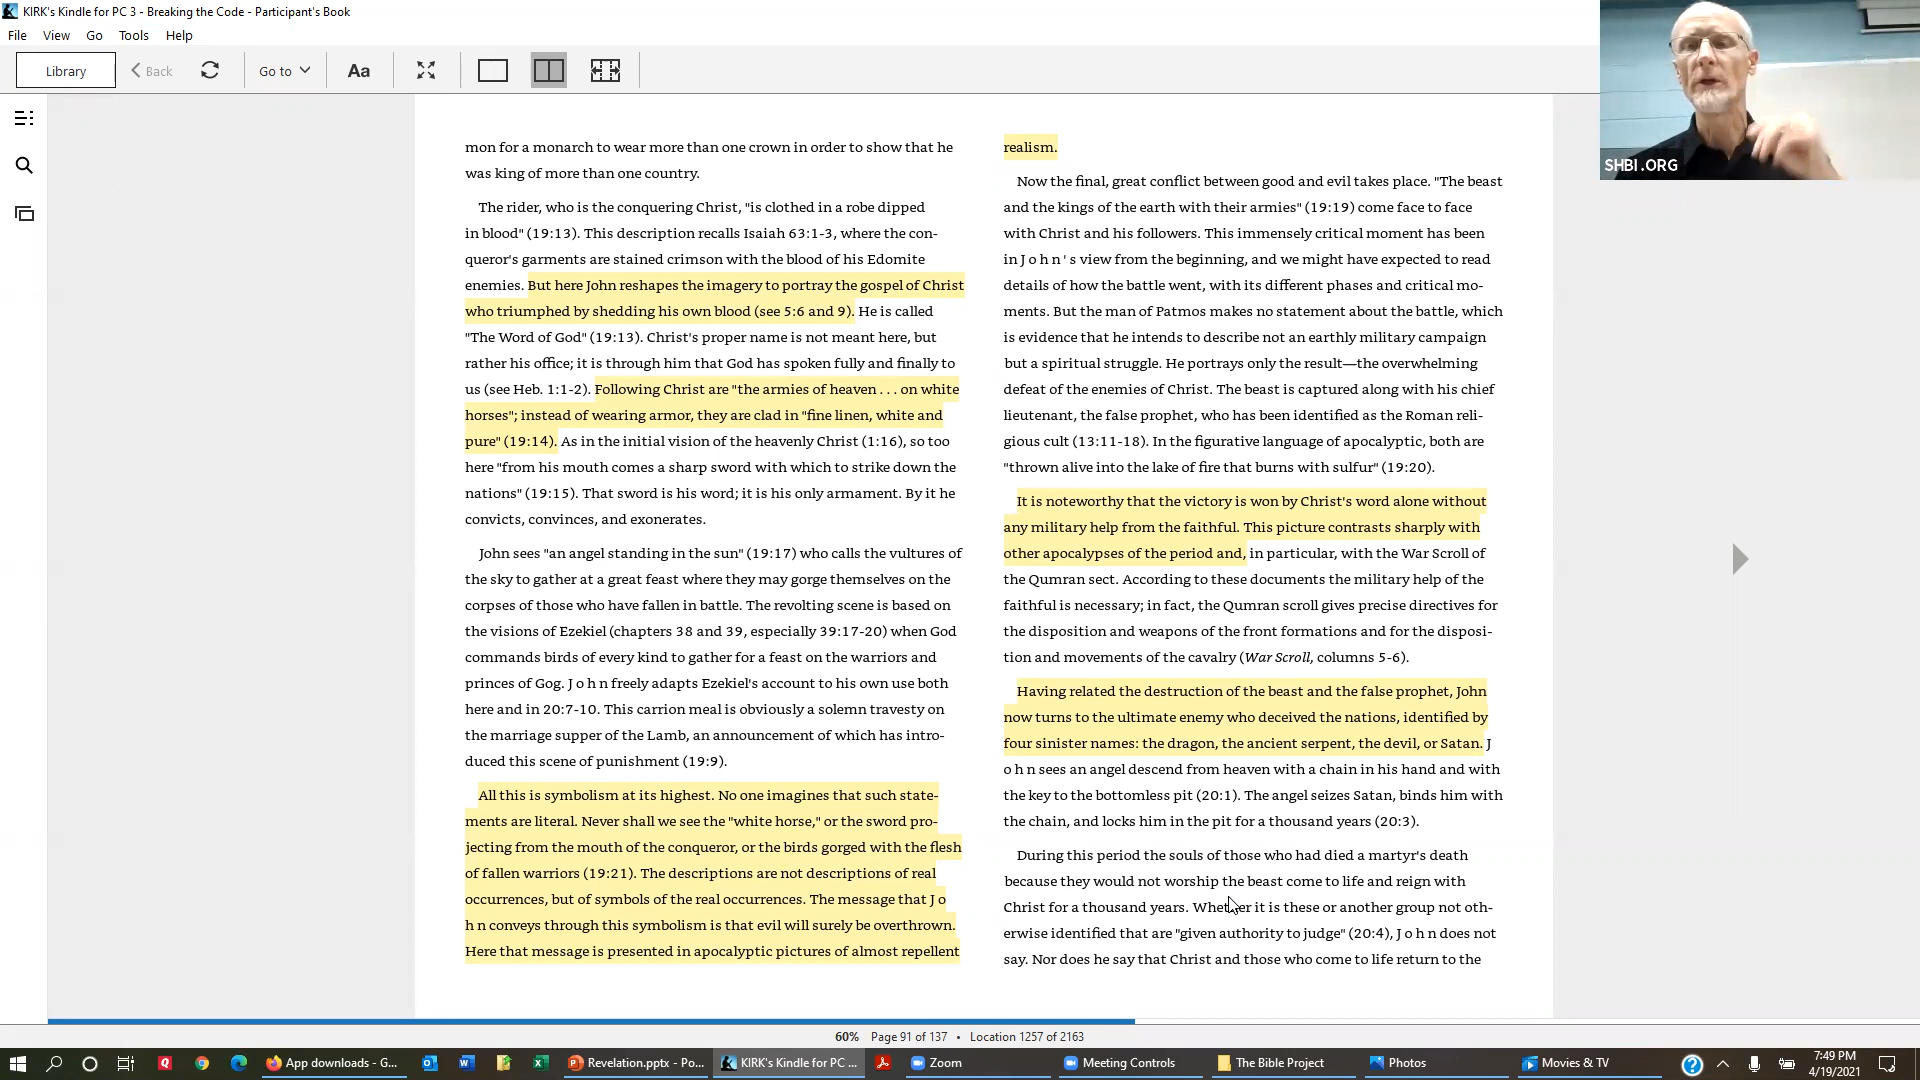 KIRK's Kindle for PC 3 - Breaking the Code - Participant's Book
File View Go Tools Help
Library Back Go to Aa
SHBI.ORG
mon for a monarch to wear more than one crown in order to show that he
was king of more than one country.
The rider, who is the conquering Christ, "is clothed in a robe dipped
in blood" (19:13). This description recalls Isaiah 63:1-3, where the con-
queror's garments are stained crimson with the blood of his Edomite
enemies. But here John reshapes the imagery to portray the gospel of Christ
who triumphed by shedding his own blood (see 5:6 and 9). He is called
"The Word of God" (19:13). Christ's proper name is not meant here, but
rather his office; it is through him that God has spoken fully and finally to
us (see Heb. 1:1-2). Following Christ are "the armies of heaven . . . on white
horses"; instead of wearing armor, they are clad in "fine linen, white and
pure" (19:14). As in the initial vision of the heavenly Christ (1:16), so too
here "from his mouth comes a sharp sword with which to strike down the
nations" (19:15). That sword is his word; it is his only armament. By it he
convicts, convinces, and exonerates.
John sees "an angel standing in the sun" (19:17) who calls the vultures of
the sky to gather at a great feast where they may gorge themselves on the
corpses of those who have fallen in battle. The revolting scene is based on
the visions of Ezekiel (chapters 38 and 39, especially 39:17-20) when God
commands birds of every kind to gather for a feast on the warriors and
princes of Gog. J o h n freely adapts Ezekiel's account to his own use both
here and in 20:7-10. This carrion meal is obviously a solemn travesty on
the marriage supper of the Lamb, an announcement of which has intro-
duced this scene of punishment (19:9).
All this is symbolism at its highest. No one imagines that such state-
ments are literal. Never shall we see the "white horse," or the sword pro-
jecting from the mouth of the conqueror, or the birds gorged with the flesh
of fallen warriors (19:21). The descriptions are not descriptions of real
occurrences, but of symbols of the real occurrences. The message that J o
h n conveys through this symbolism is that evil will surely be overthrown.
Here that message is presented in apocalyptic pictures of almost repellent
realism.
Now the final, great conflict between good and evil takes place. "The beast
and the kings of the earth with their armies" (19:19) come face to face
with Christ and his followers. This immensely critical moment has been
in J o h n ' s view from the beginning, and we might have expected to read
details of how the battle went, with its different phases and critical mo-
ments. But the man of Patmos makes no statement about the battle, which
is evidence that he intends to describe not an earthly military campaign
but a spiritual struggle. He portrays only the result—the overwhelming
defeat of the enemies of Christ. The beast is captured along with his chief
lieutenant, the false prophet, who has been identified as the Roman reli-
gious cult (13:11-18). In the figurative language of apocalyptic, both are
"thrown alive into the lake of fire that burns with sulfur" (19:20).
It is noteworthy that the victory is won by Christ's word alone without
any military help from the faithful. This picture contrasts sharply with
other apocalypses of the period and, in particular, with the War Scroll of
the Qumran sect. According to these documents the military help of the
faithful is necessary; in fact, the Qumran scroll gives precise directives for
the disposition and weapons of the front formations and for the disposi-
tion and movements of the cavalry (War Scroll, columns 5-6).
Having related the destruction of the beast and the false prophet, John
now turns to the ultimate enemy who deceived the nations, identified by
four sinister names: the dragon, the ancient serpent, the devil, or Satan. J
o h n sees an angel descend from heaven with a chain in his hand and with
the key to the bottomless pit (20:1). The angel seizes Satan, binds him with
the chain, and locks him in the pit for a thousand years (20:3).
During this period the souls of those who had died a martyr's death
because they would not worship the beast come to life and reign with
Christ for a thousand years. Whether it is these or another group not oth-
erwise identified that are "given authority to judge" (20:4), J o h n does not
say. Nor does he say that Christ and those who come to life return to the
60% Page 91 of 137 • Location 1257 of 2163
App downloads - G... Revelation.pptx - Po... KIRK's Kindle for PC ... Zoom Meeting Controls The Bible Project Photos Movies & TV 7:49 PM
4/19/2021